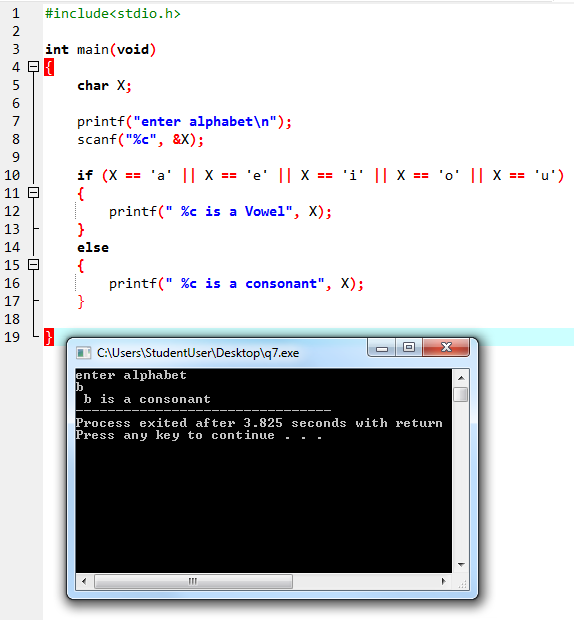 1 #include<stdio.h>
2
3 int main(void)
4 {
5 char X;
6
7 printf("enter alphabet\n");
8 scanf("%c", &X);
9
10 if (X == 'a' || X == 'e' || X == 'i' || X == 'o' || X == 'u')
11 {
12 printf(" %c is a Vowel", X);
13 }
14 else
15 {
16 printf(" %c is a consonant", X);
17 }
18
19 }
C:\Users\StudentUser\Desktop\q7.exe
enter alphabet
b
b is a consonant
--------------------------------
Process exited after 3.825 seconds with return
Press any key to continue . . .